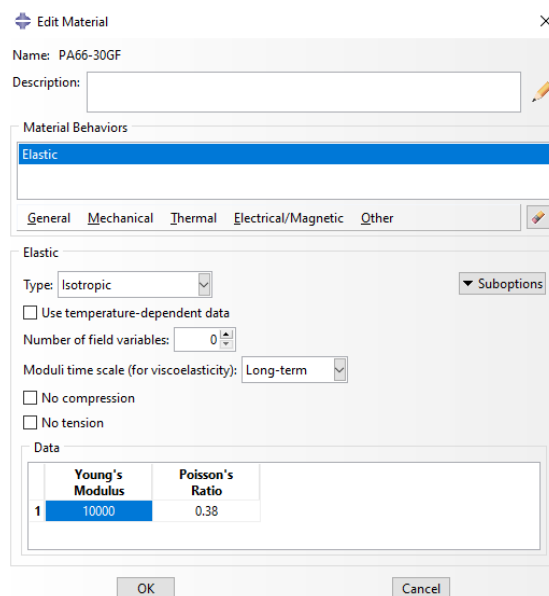 Edit Material
Name: PA66-30GF
Description:
Material Behaviors
Elastic
General Mechanical Thermal Electrical/Magnetic Other
Elastic
Type: Isotropic
Suboptions
Use temperature-dependent data
Number of field variables: 0
Moduli time scale (for viscoelasticity): Long-term
No compression
No tension
Data
Young's Poisson's
Modulus Ratio
1 10000 0.38
OK Cancel